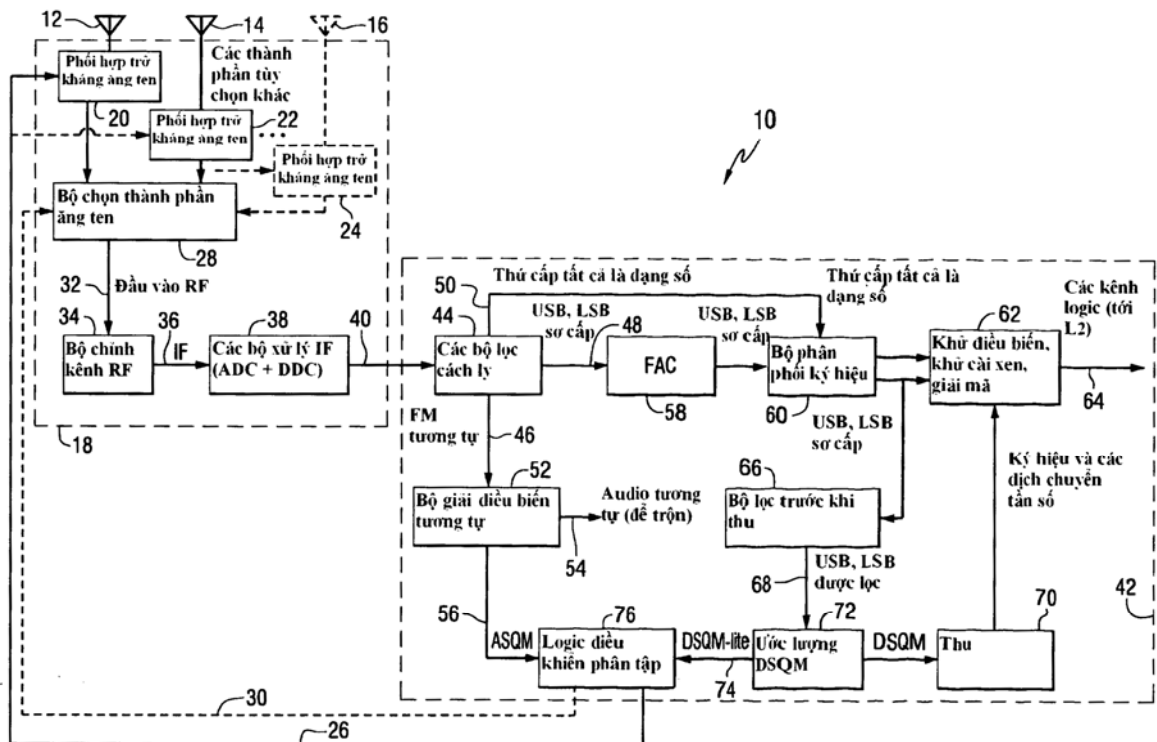 12
14
16
Phối hợp trở
kháng ăng ten
20
Các thành
phần tùy
chọn khác
Phối hợp trở
kháng ăng ten
22
...
Phối hợp trở
kháng ăng ten
24
10
Bộ chọn thành phần
ăng ten
28
32
Đầu vào RF
34
Bộ chỉnh
kênh RF
36
IF
38
Các bộ xử lý IF
(ADC + DDC)
40
18
Thứ cấp tất cả là dạng số
50
Thứ cấp tất cả là
dạng số
Các kênh
logic (tới
L2)
44
Các bộ lọc
cách ly
USB, LSB
sơ cấp
48
FAC
58
USB, LSB
sơ cấp
Bộ phân
phối ký hiệu
60
62
Khử điều biến,
khử cài xen,
giải mã
64
FM
tương tự
46
USB, LSB
sơ cấp
Ký hiệu và các
dịch chuyển
tần số
52
Bộ giải điều biến
tương tự
Audio tương
tự (để trộn)
54
66
Bộ lọc trước khi
thu
68
USB, LSB
được lọc
42
56
ASQM
76
Logic điều
khiển phân tập
DSQM-lite
74
72
Ước lượng
DSQM
DSQM
70
Thu
30
26